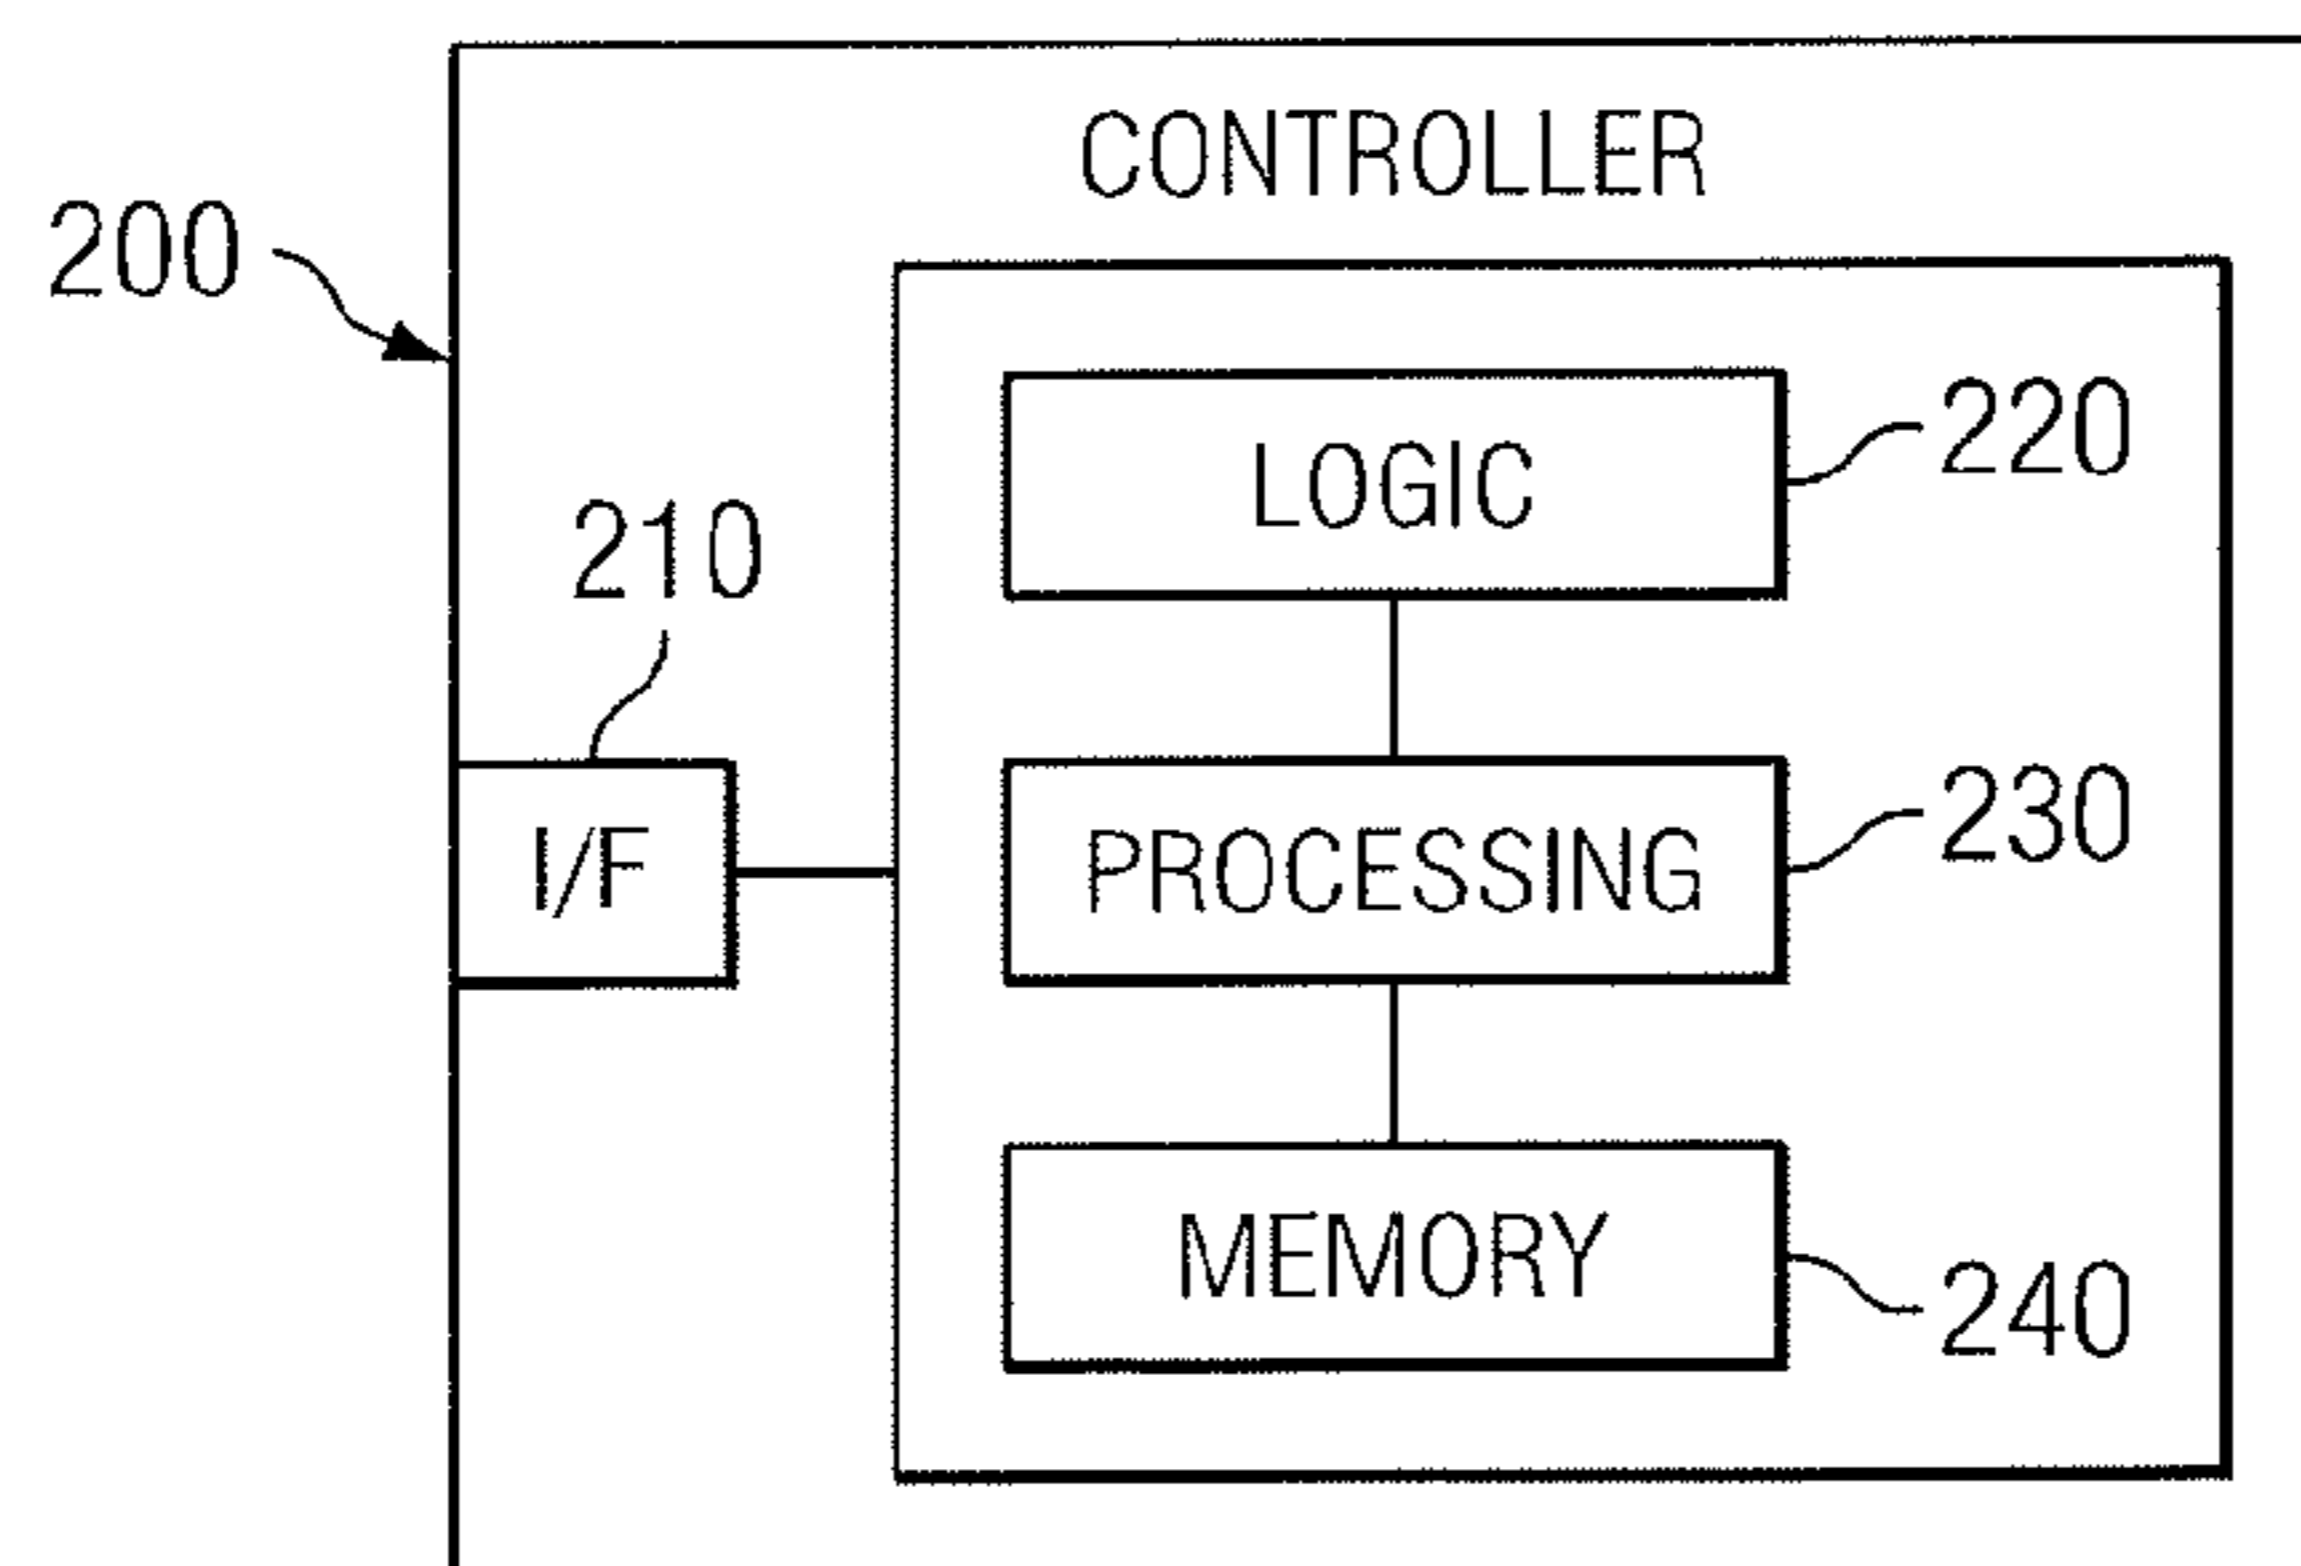 CONTROLLER
200
LOGIC
220
210
I/F
PROCESSING
230
MEMORY
240